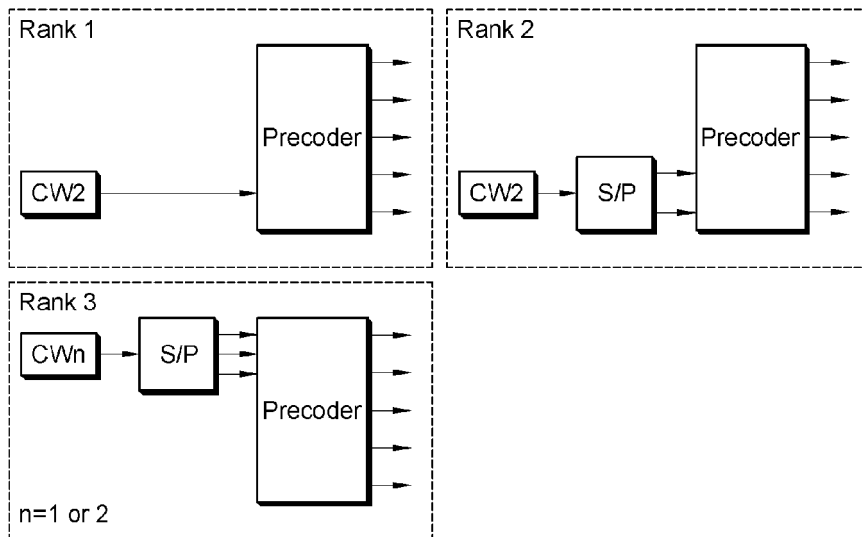 Rank 1
Precoder
CW2
Rank 2
Precoder
CW2
S/P
Rank 3
CWn
S/P
Precoder
n=1 or 2